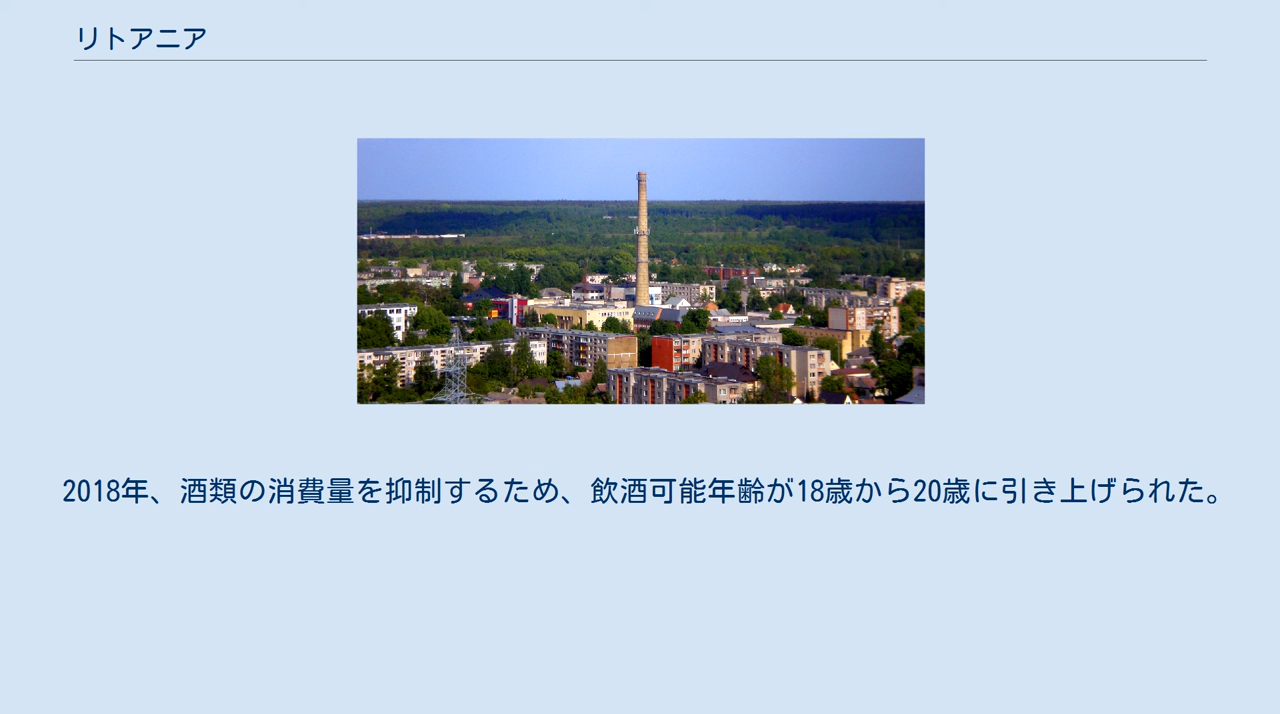 リトアニア
2018年、酒類の消費量を抑制するため、飲酒可能年齢が18歳から20歳に引き上げられた。